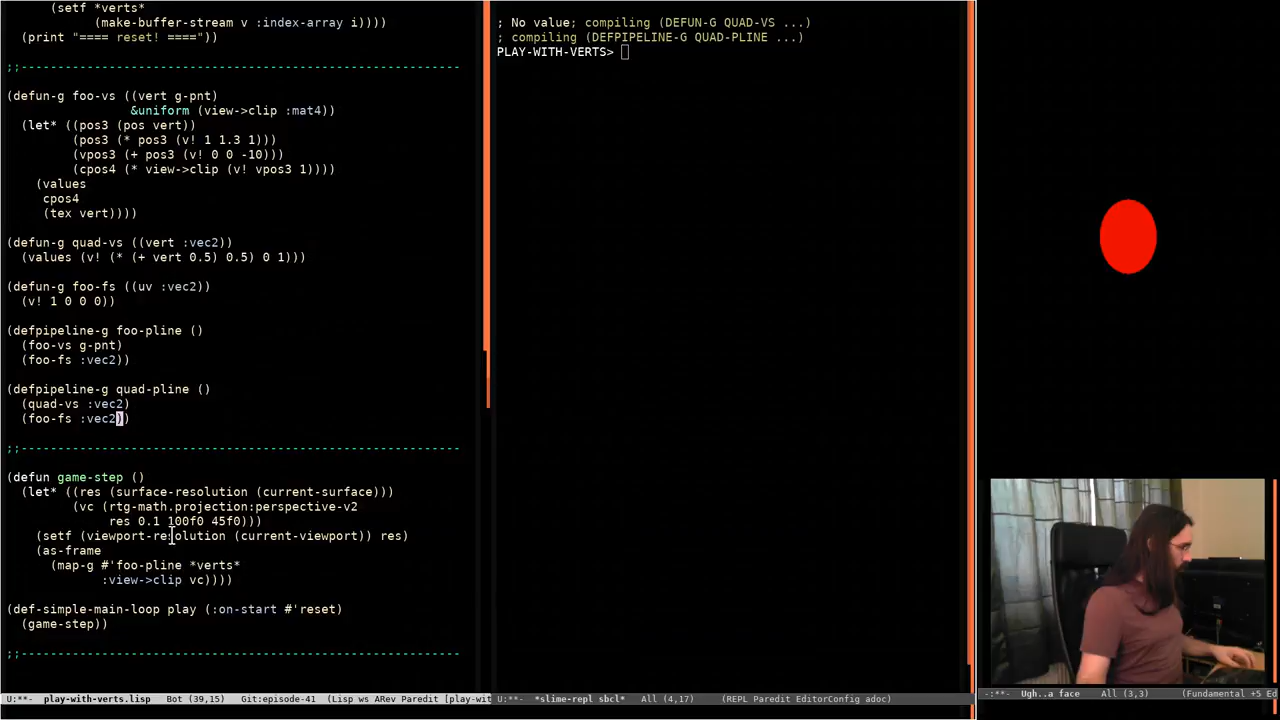 (setf *verts*
(make-buffer-stream v :index-array i))))
(print "==== reset! ===="))
;;------------------------------------------------------------------------------
(defun-g foo-vs ((vert g-pnt)
&uniform (view->clip :mat4))
(let* ((pos3 (pos vert))
(pos3 (* pos3 (v! 1 1.3 1)))
(vpos3 (+ pos3 (v! 0 0 -10)))
(cpos4 (* view->clip (v! vpos3 1))))
(values
cpos4
(tex vert))))
(defun-g quad-vs ((vert :vec2))
(values (v! (* (+ vert 0.5) 0.5) 0 1)))
(defun-g foo-fs ((uv :vec2))
(v! 1 0 0 0))
(defpipeline-g foo-pline ()
(foo-vs g-pnt)
(foo-fs :vec2))
(defpipeline-g quad-pline ()
(quad-vs :vec2)
(foo-fs :vec2))
;;------------------------------------------------------------------------------
(defun game-step ()
(let* ((res (surface-resolution (current-surface)))
(vc (rtg-math.projection:perspective-v2
res 0.1 100f0 45f0)))
(setf (viewport-resolution (current-viewport)) res)
(as-frame
(map-g #'foo-pline *verts*
:view->clip vc))))
(def-simple-main-loop play (:on-start #'reset)
(game-step))
;;------------------------------------------------------------------------------
U:**- play-with-verts.lisp Bot (39,15) Git:episode-41 (Lisp ws ARev Paredit [play-wit
; No value; compiling (DEFUN-G QUAD-VS ...)
; compiling (DEFPIPELINE-G QUAD-PLINE ...)
PLAY-WITH-VERTS>
U:**- *slime-repl sbcl* All (4,17) (REPL Paredit EditorConfig adoc)
-:**- Ugh..a face All (3,3) (Fundamental +5 Ed